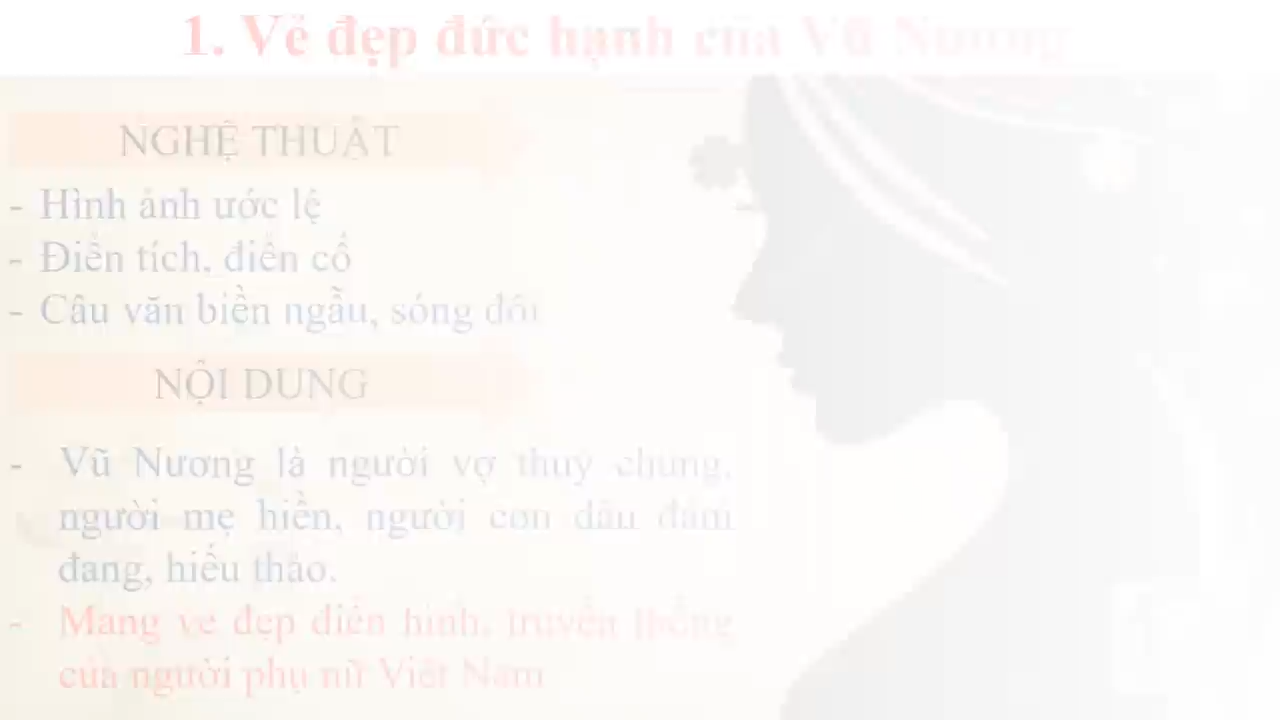 1. Vẻ đẹp đức hạnh của Vũ Nương
NGHỆ THUẬT
- Hình ảnh ước lệ
- Điển tích, điển cố
- Câu văn biền ngẫu, sóng đôi
NỘI DUNG
- Vũ Nương là người vợ thuỷ chung,
người mẹ hiền, người con dâu đảm
đang, hiếu thảo.
- Mang vẻ đẹp điển hình, truyền thống
của người phụ nữ Việt Nam